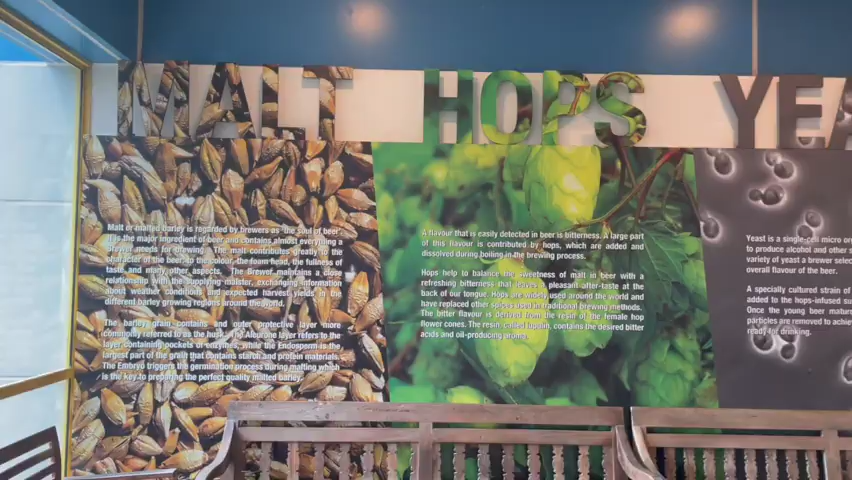 MALT
Malt or malted barley is regarded by brewers as 'the soul of beer'.
It is the major ingredient of beer and contains almost everything a
Brewer needs for brewing. The malt contributes greatly to the
character of the beer, to the colour, the foam head, the fullness of
taste and many other aspects. The Brewer maintains a close
relationship with the supplying maltster, exchanging information
about weather conditions and expected harvest yields in the
different barley growing regions around the world.
The barley grain contains and outer protective layer more
commonly referred to as the husk. The Aleurone layer refers to the
layer containing pockets of enzymes, while the Endosperm is the
largest part of the grain that contains starch and protein materials.
The Embryo triggers the germination process during malting which
is the key to preparing the perfect quality malted barley.
HOPS
A flavour that is easily detected in beer is bitterness. A large part
of this flavour is contributed by hops, which are added and
dissolved during boiling in the brewing process.
Hops help to balance the sweetness of malt in beer with a
refreshing bitterness that leaves a pleasant after-taste at the
back of our tongue. Hops are widely used around the world and
have replaced other spices used in traditional brewing methods.
The bitter flavour is derived from the resin of the female hop
flower cones. The resin, called lupulin, contains the desired bitter
acids and oil-producing aroma.
YEA
Yeast is a single-cell micro or
to produce alcohol and other s
variety of yeast a brewer selec
overall flavour of the beer.
A specially cultured strain of
added to the hops-infused su
Once the young beer matur
particles are removed to achie
ready for drinking.